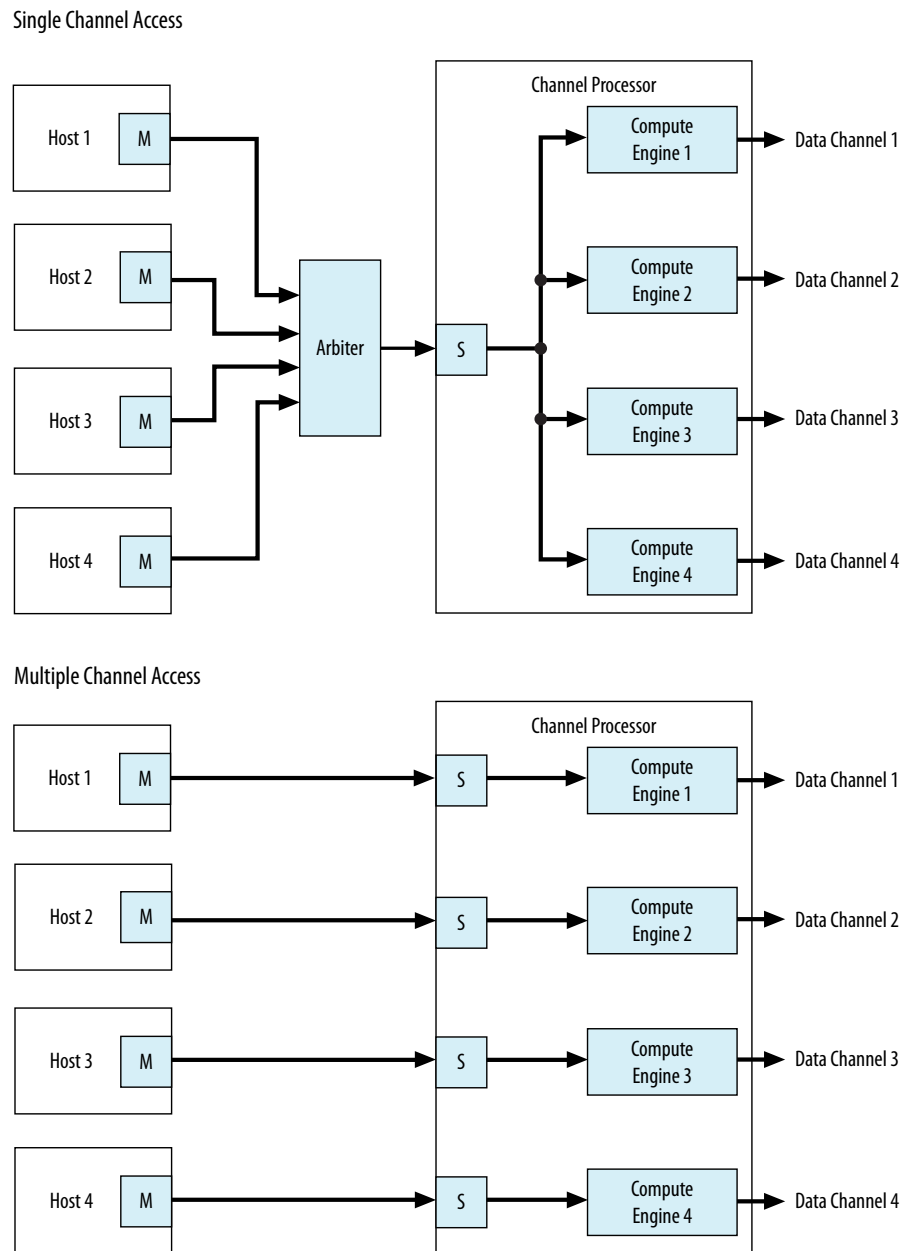 Single Channel Access
Channel Processor
Host 1
M
Compute
Engine 1
Data Channel 1
Host 2
M
Compute
Engine 2
Data Channel 2
Arbiter
S
Host 3
M
Compute
Engine 3
Data Channel 3
Host 4
M
Compute
Engine 4
Data Channel 4
Multiple Channel Access
Channel Processor
Host 1
M
S
Compute
Engine 1
Data Channel 1
Host 2
M
S
Compute
Engine 2
Data Channel 2
Host 3
M
S
Compute
Engine 3
Data Channel 3
Host 4
M
S
Compute
Engine 4
Data Channel 4